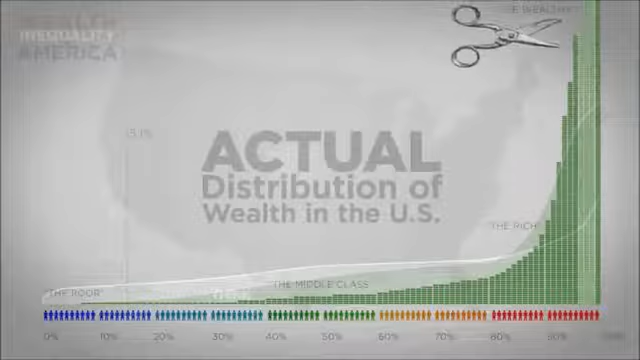 WEALTH
INEQUALITY
AMERICA
ACTUAL
Distribution of
Wealth in the U.S.
"THE RICH"
THE MIDDLE CLASS
"THE POOR"
0% 10% 20% 30% 40% 50% 60% 70% 80% 90%